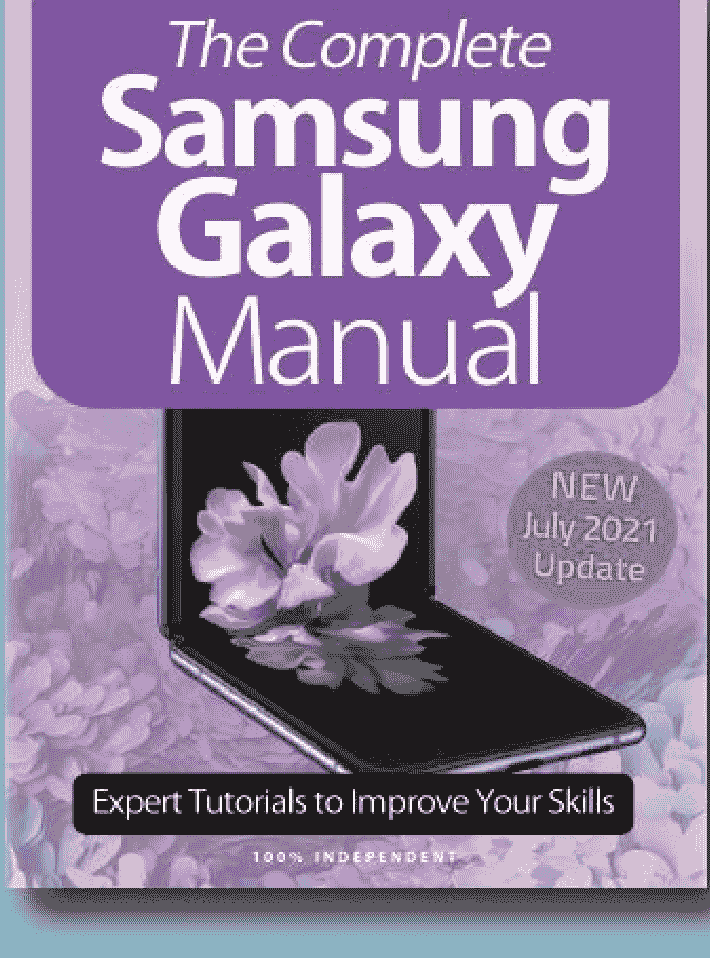 The Complete
Samsung
Galaxy
Manual
NEW
July 2021
Update
Expert Tutorials to Improve Your Skills
100% INDEPENDENT